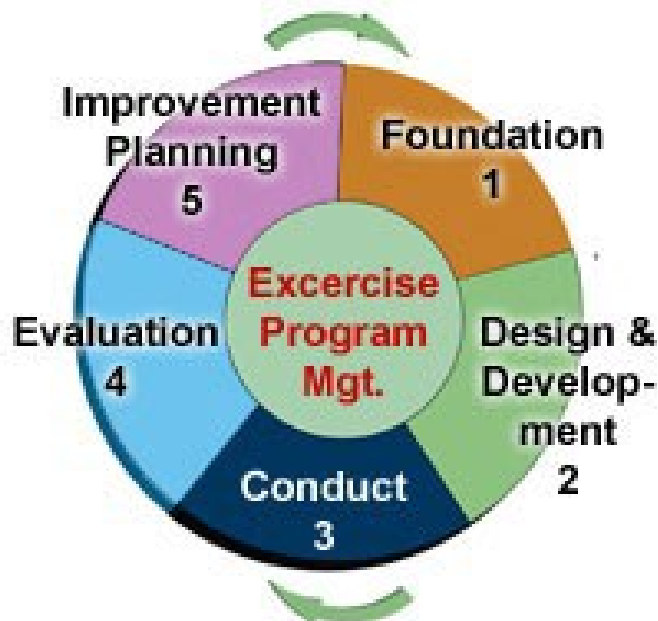 Improvement
Planning
5
Foundation
1
Excercise
Program
Mgt.
Evaluation
4
Design &
Develop-
ment
2
Conduct
3